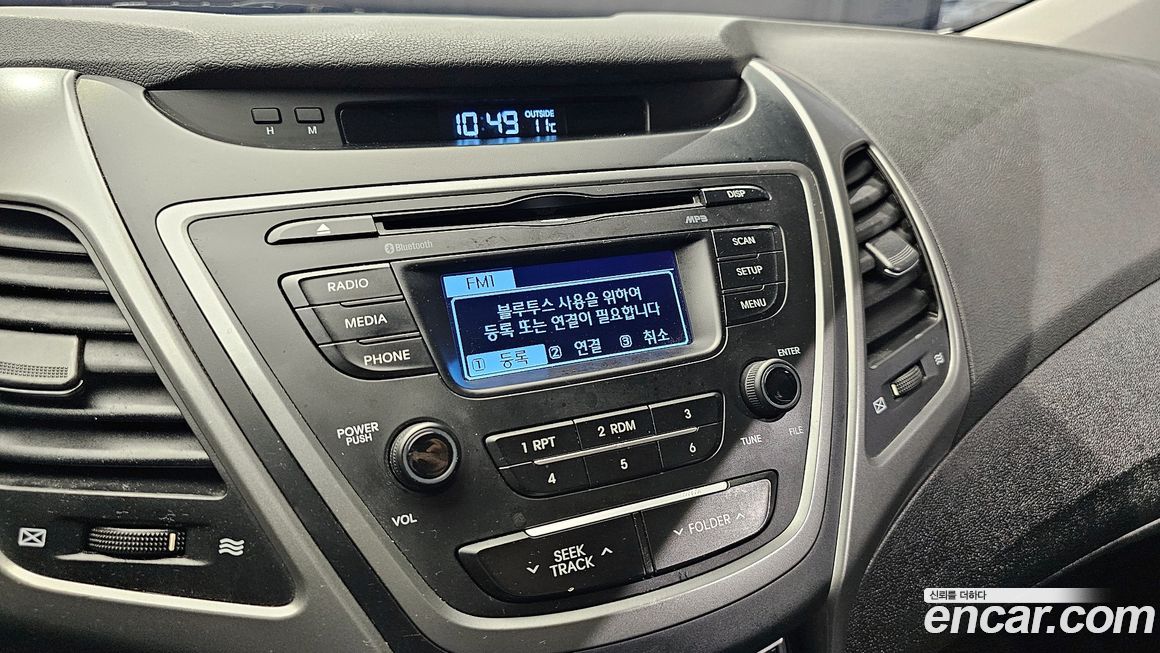 H
M
10:49
OUTSIDE
11℃
DISP
MP3
Bluetooth
RADIO
MEDIA
PHONE
SCAN
SETUP
MENU
FM1
블루투스 사용을 위하여
등록 또는 연결이 필요합니다
① 등록 ② 연결 ③ 취소
POWER
PUSH
VOL
ENTER
TUNE
FILE
1 RPT
2 RDM
3
4
5
6
SEEK
TRACK
FOLDER
신뢰를 더하다
encar.com